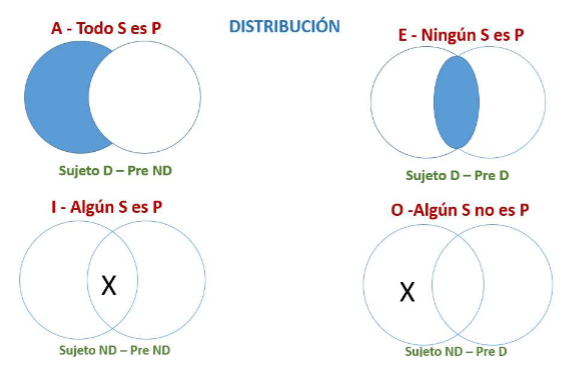 DISTRIBUCIÓN
A - Todo S es P
E - Ningún S es P
Sujeto D – Pre ND
Sujeto D – Pre D
I - Algún S es P
O -Algún S no es P
X
X
Sujeto ND – Pre ND
Sujeto ND – Pre D